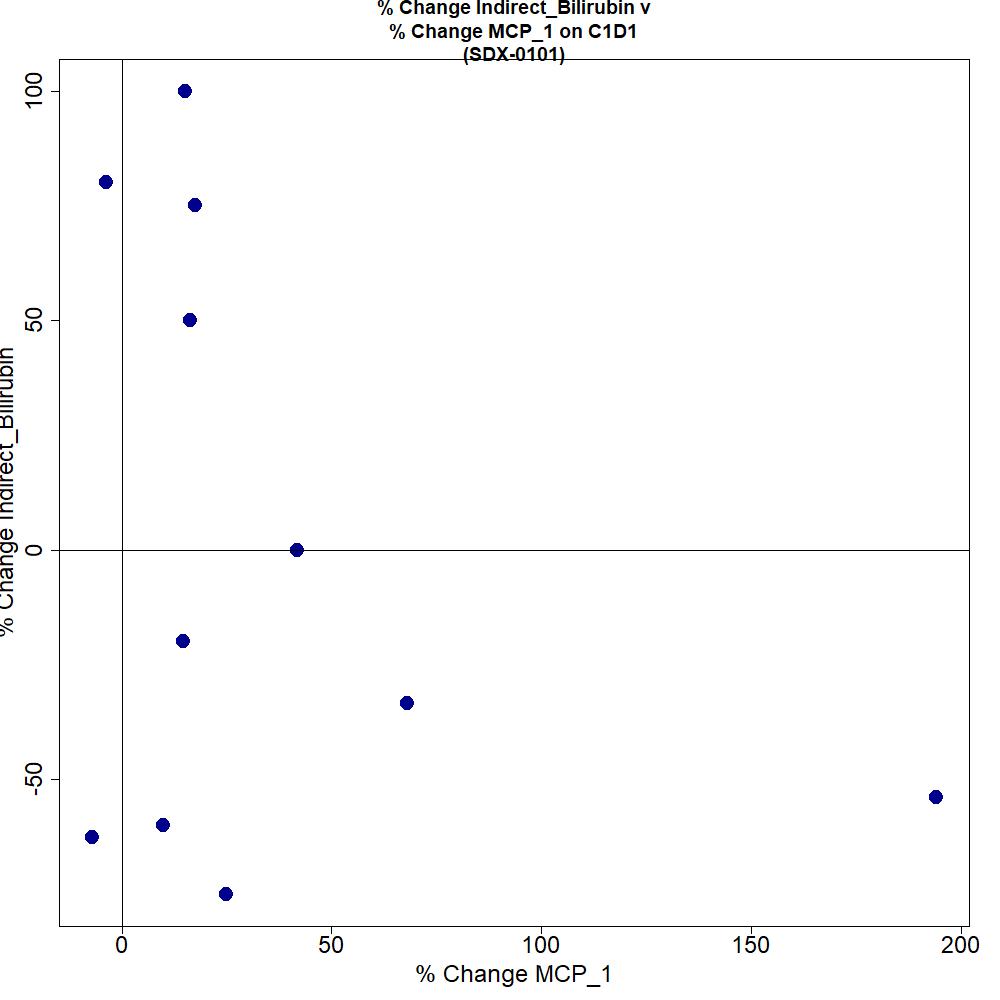 % Change Indirect_Bilirubin v
% Change MCP_1 on C1D1
(SDX-0101)
100
50
0
-50
% Change Indirect_Bilirubin
0
50
100
150
200
% Change MCP_1